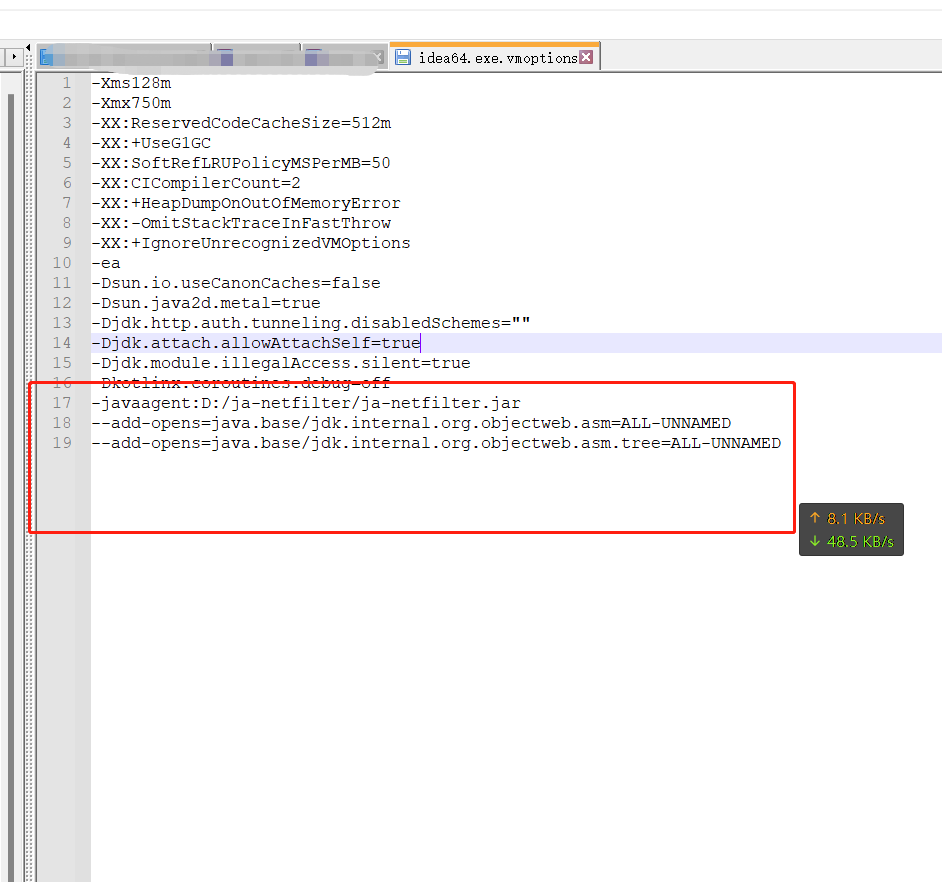 idea64.exe.vmoptions
1 -Xms128m
2 -Xmx750m
3 -XX:ReservedCodeCacheSize=512m
4 -XX:+UseG1GC
5 -XX:SoftRefLRUPolicyMSPerMB=50
6 -XX:CICompilerCount=2
7 -XX:+HeapDumpOnOutOfMemoryError
8 -XX:-OmitStackTraceInFastThrow
9 -XX:+IgnoreUnrecognizedVMOptions
10 -ea
11 -Dsun.io.useCanonCaches=false
12 -Dsun.java2d.metal=true
13 -Djdk.http.auth.tunneling.disabledSchemes=""
14 -Djdk.attach.allowAttachSelf=true
15 -Djdk.module.illegalAccess.silent=true
16 -Dkotlinx.coroutines.debug=off
17 -javaagent:D:/ja-netfilter/ja-netfilter.jar
18 --add-opens=java.base/jdk.internal.org.objectweb.asm=ALL-UNNAMED
19 --add-opens=java.base/jdk.internal.org.objectweb.asm.tree=ALL-UNNAMED
↑ 8.1 KB/s
↓ 48.5 KB/s